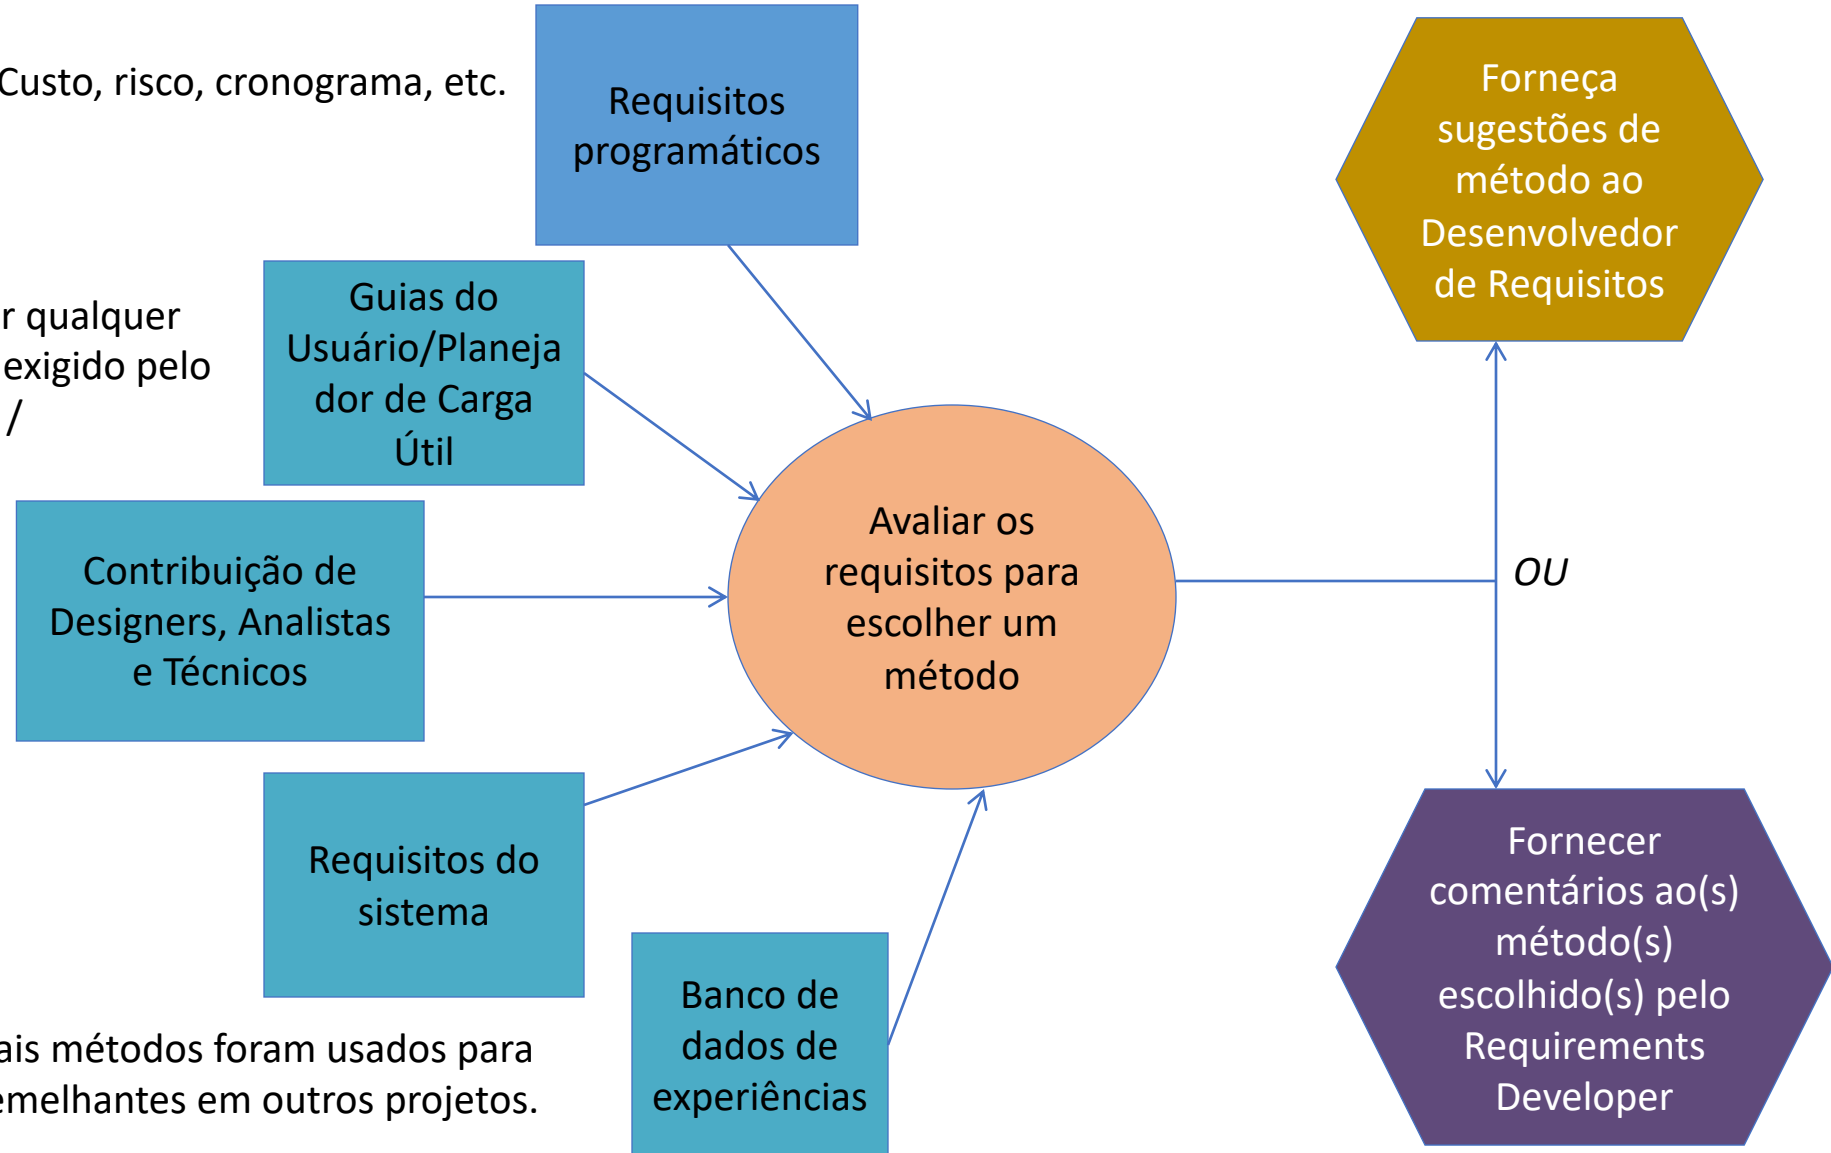 Custo, risco, cronograma, etc.
Requisitos
programáticos
Forneça
sugestões de
método ao
Desenvolvedor
de Requisitos
r qualquer
exigido pelo
/
Guias do
Usuário/Planeja
dor de Carga
Útil
Contribuição de
Designers, Analistas
e Técnicos
Avaliar os
requisitos para
escolher um
método
OU
Requisitos do
sistema
Banco de
dados de
experiências
ais métodos foram usados para
emelhantes em outros projetos.
Fornecer
comentários ao(s)
método(s)
escolhido(s) pelo
Requirements
Developer